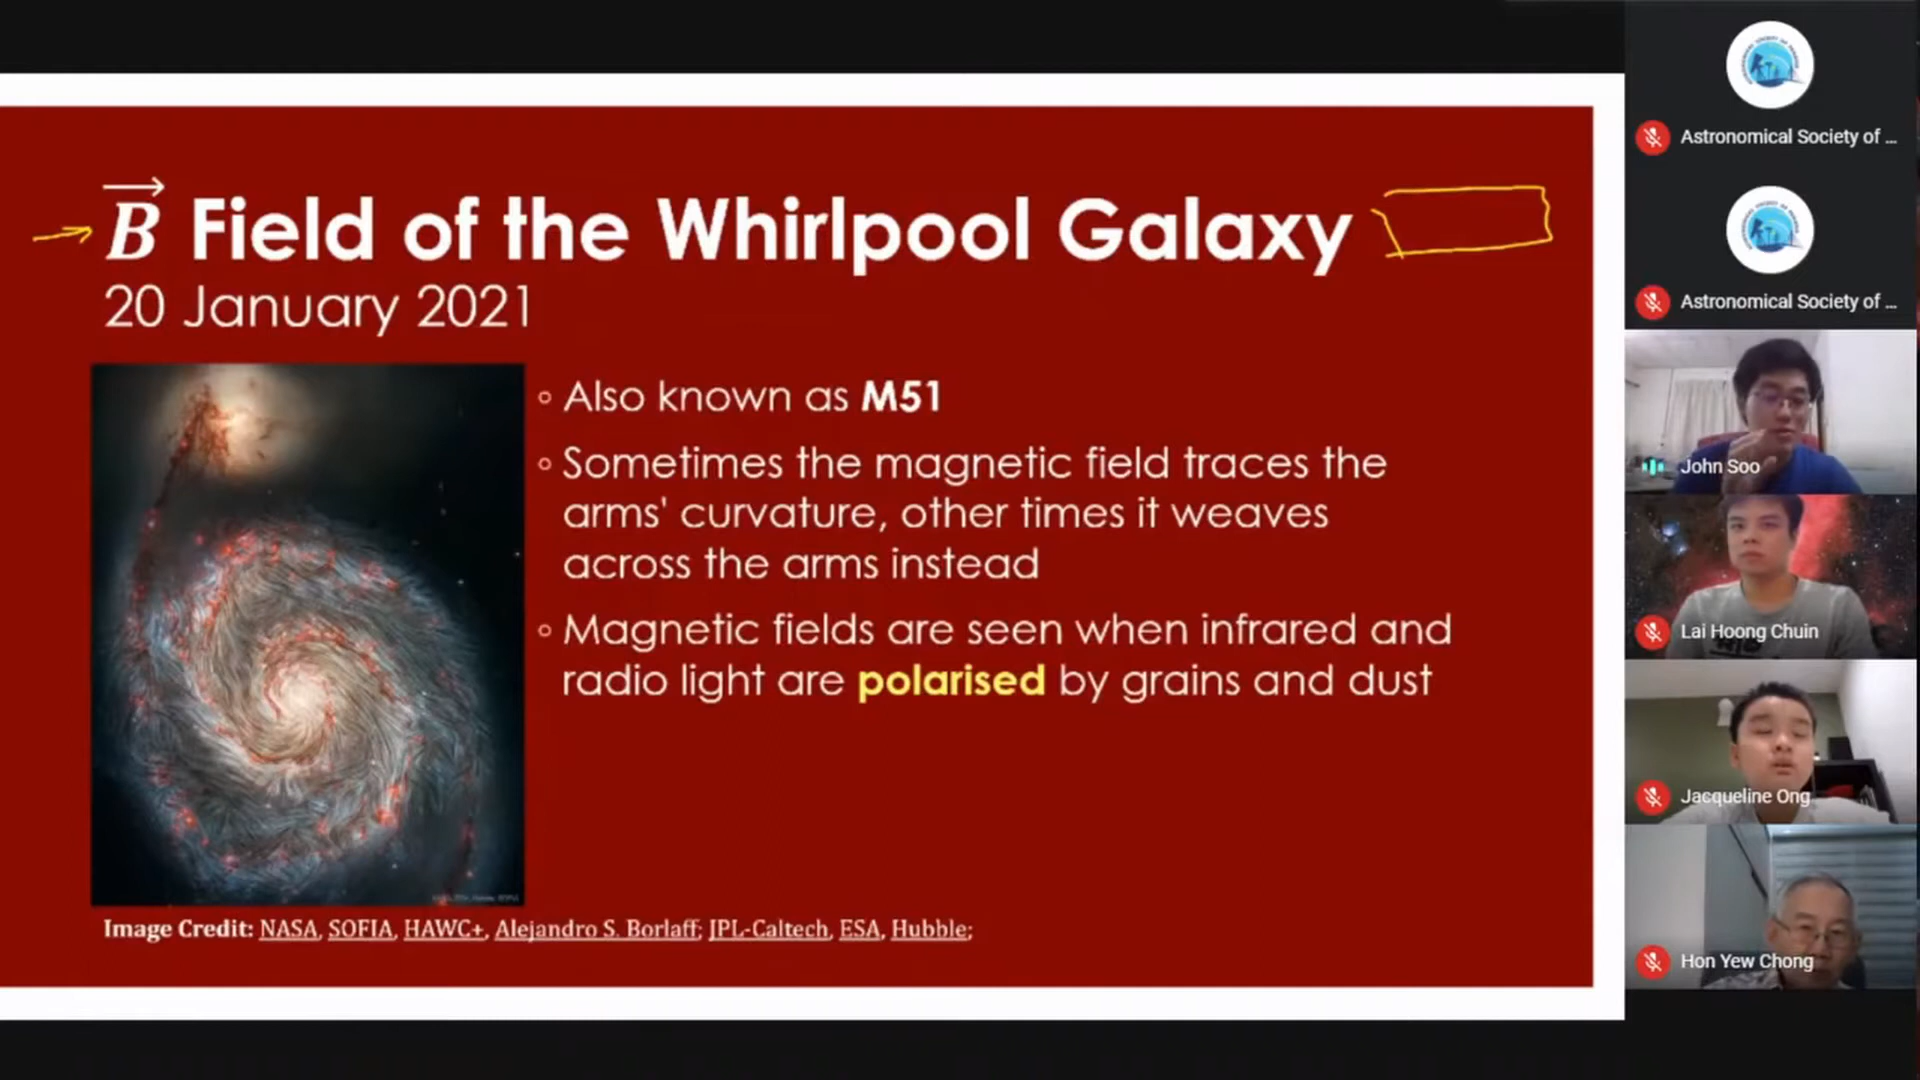 B Field of the Whirlpool Galaxy
20 January 2021
Also known as M51
Sometimes the magnetic field traces the
arms' curvature, other times it weaves
across the arms instead
Magnetic fields are seen when infrared and
radio light are polarised by grains and dust
Image Credit: NASA, SOFIA, HAWC+, Alejandro S. Borlaff; JPL-Caltech, ESA, Hubble;
Astronomical Society of ...
Astronomical Society of ...
John Soo
Lai Hoong Chuin
Jacqueline Ong
Hon Yew Chong